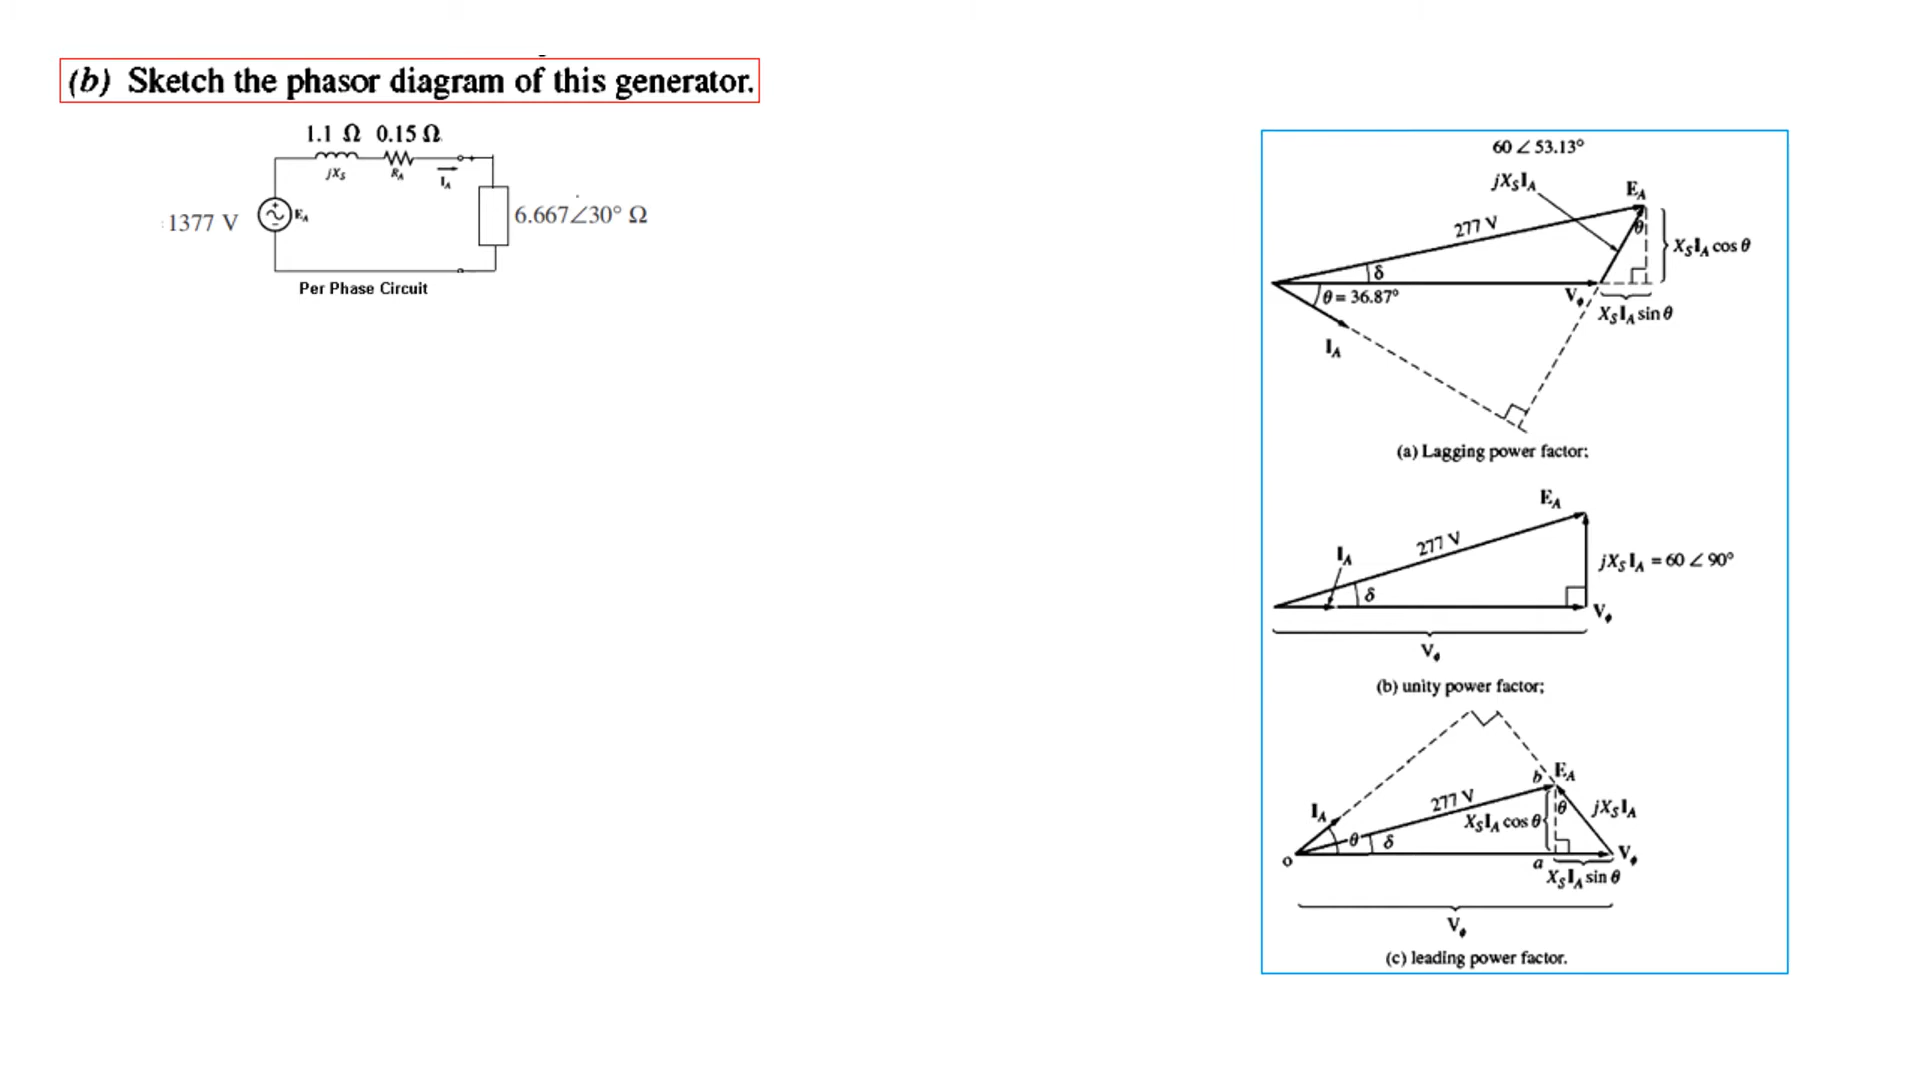 (b) Sketch the phasor diagram of this generator.
1.1 Ω 0.15 Ω
jXS RA IA
1377 V
EA
6.667∠30° Ω
Per Phase Circuit
60 ∠ 53.13°
jXSIA
EA
277 V
θ
XSIA cos θ
δ
θ = 36.87°
Vϕ
XSIA sin θ
IA
(a) Lagging power factor;
EA
277 V
IA
jXSIA = 60 ∠ 90°
δ
Vϕ
Vϕ
(b) unity power factor;
b EA
277 V
IA
θ
jXSIA
XSIA cos θ
θ δ
Vϕ
o
a
XSIA sin θ
Vϕ
(c) leading power factor.